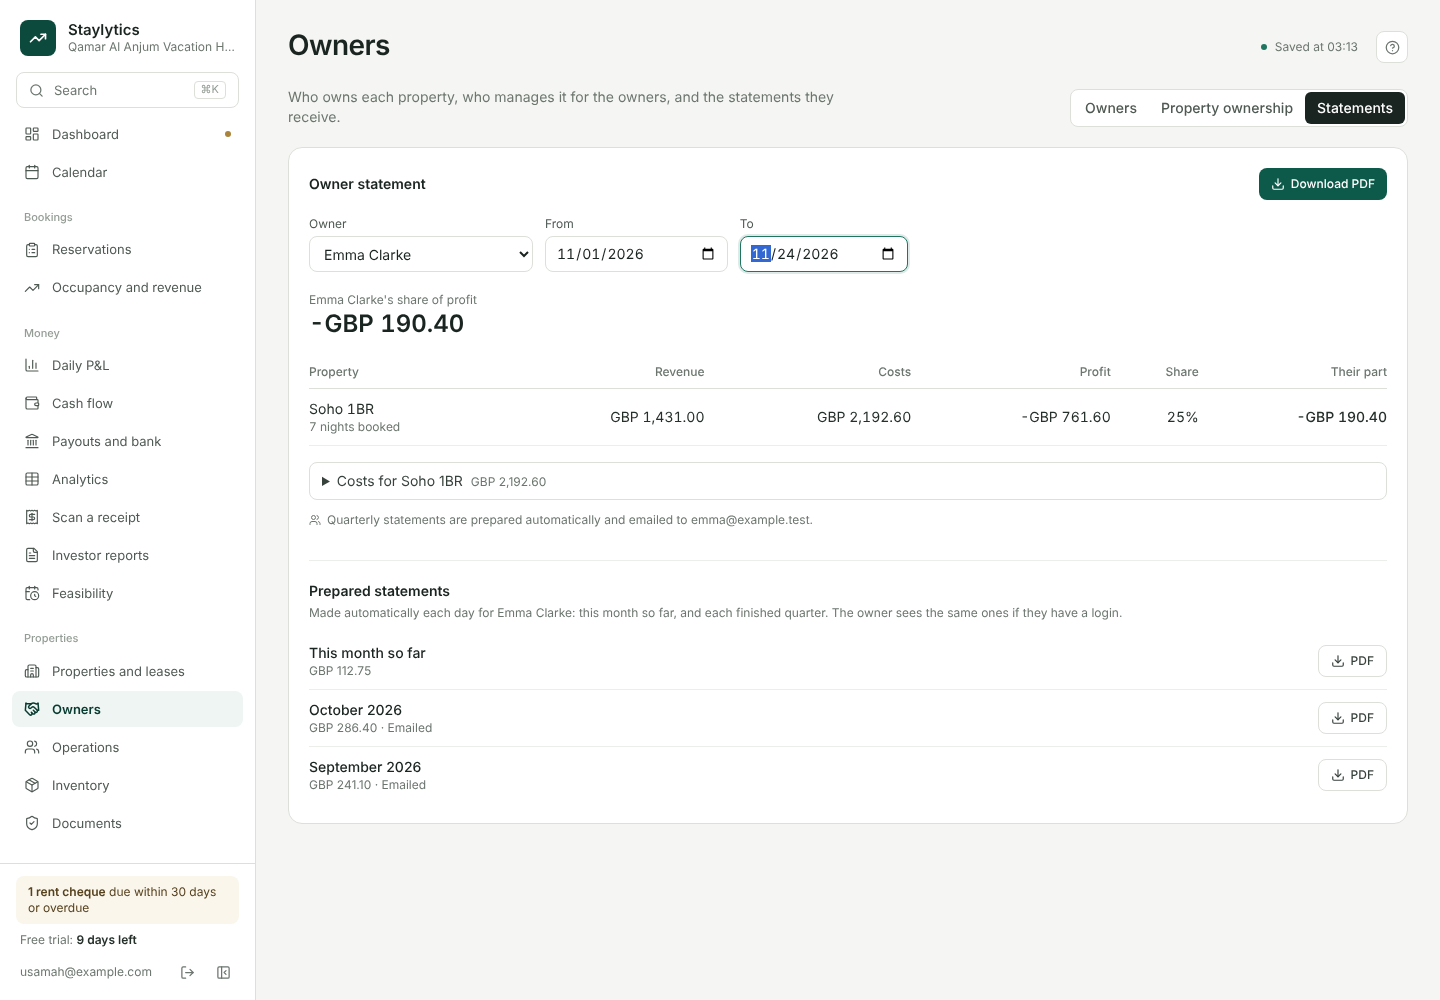 Staylytics
Qamar Al Anjum Vacation H...
Search
⌘K
Dashboard
Calendar
Bookings
Reservations
Occupancy and revenue
Money
Daily P&L
Cash flow
Payouts and bank
Analytics
Scan a receipt
Investor reports
Feasibility
Properties
Properties and leases
Owners
Operations
Inventory
Documents
1 rent cheque due within 30 days
or overdue
Free trial: 9 days left
usamah@example.com
Owners
Saved at 03:13
Who owns each property, who manages it for the owners, and the statements they
receive.
Owners Property ownership Statements
Owner statement
Download PDF
Owner From To
Emma Clarke 11/01/2026 11/24/2026
Emma Clarke's share of profit
-GBP 190.40
Property Revenue Costs Profit Share Their part
Soho 1BR GBP 1,431.00 GBP 2,192.60 -GBP 761.60 25% -GBP 190.40
7 nights booked
Costs for Soho 1BR GBP 2,192.60
Quarterly statements are prepared automatically and emailed to emma@example.test.
Prepared statements
Made automatically each day for Emma Clarke: this month so far, and each finished quarter. The owner sees the same ones if they have a login.
This month so far
GBP 112.75
PDF
October 2026
GBP 286.40 · Emailed
PDF
September 2026
GBP 241.10 · Emailed
PDF